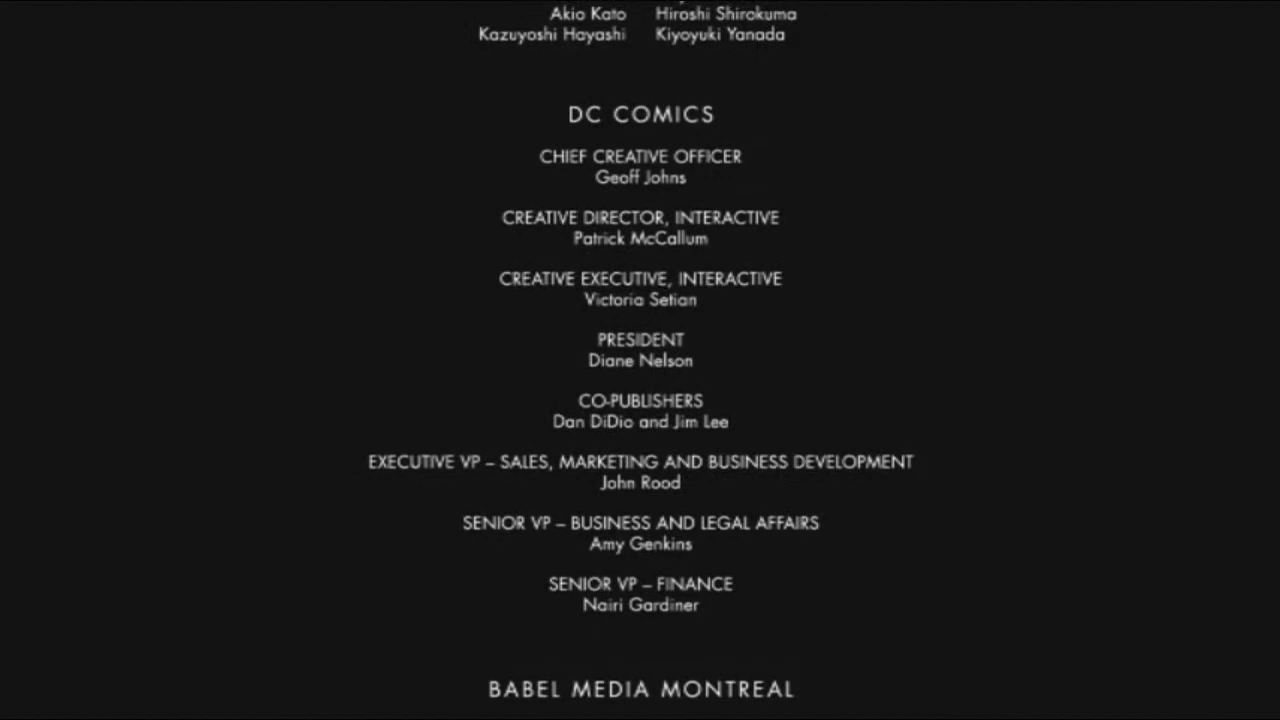 Akio Kato Hiroshi Shirokuma
Kazuyoshi Hayashi Kiyoyuki Yanada
DC COMICS
CHIEF CREATIVE OFFICER
Geoff Johns
CREATIVE DIRECTOR, INTERACTIVE
Patrick McCallum
CREATIVE EXECUTIVE, INTERACTIVE
Victoria Setian
PRESIDENT
Diane Nelson
CO-PUBLISHERS
Dan DiDio and Jim Lee
EXECUTIVE VP – SALES, MARKETING AND BUSINESS DEVELOPMENT
John Rood
SENIOR VP – BUSINESS AND LEGAL AFFAIRS
Amy Genkins
SENIOR VP – FINANCE
Nairi Gardiner
BABEL MEDIA MONTREAL